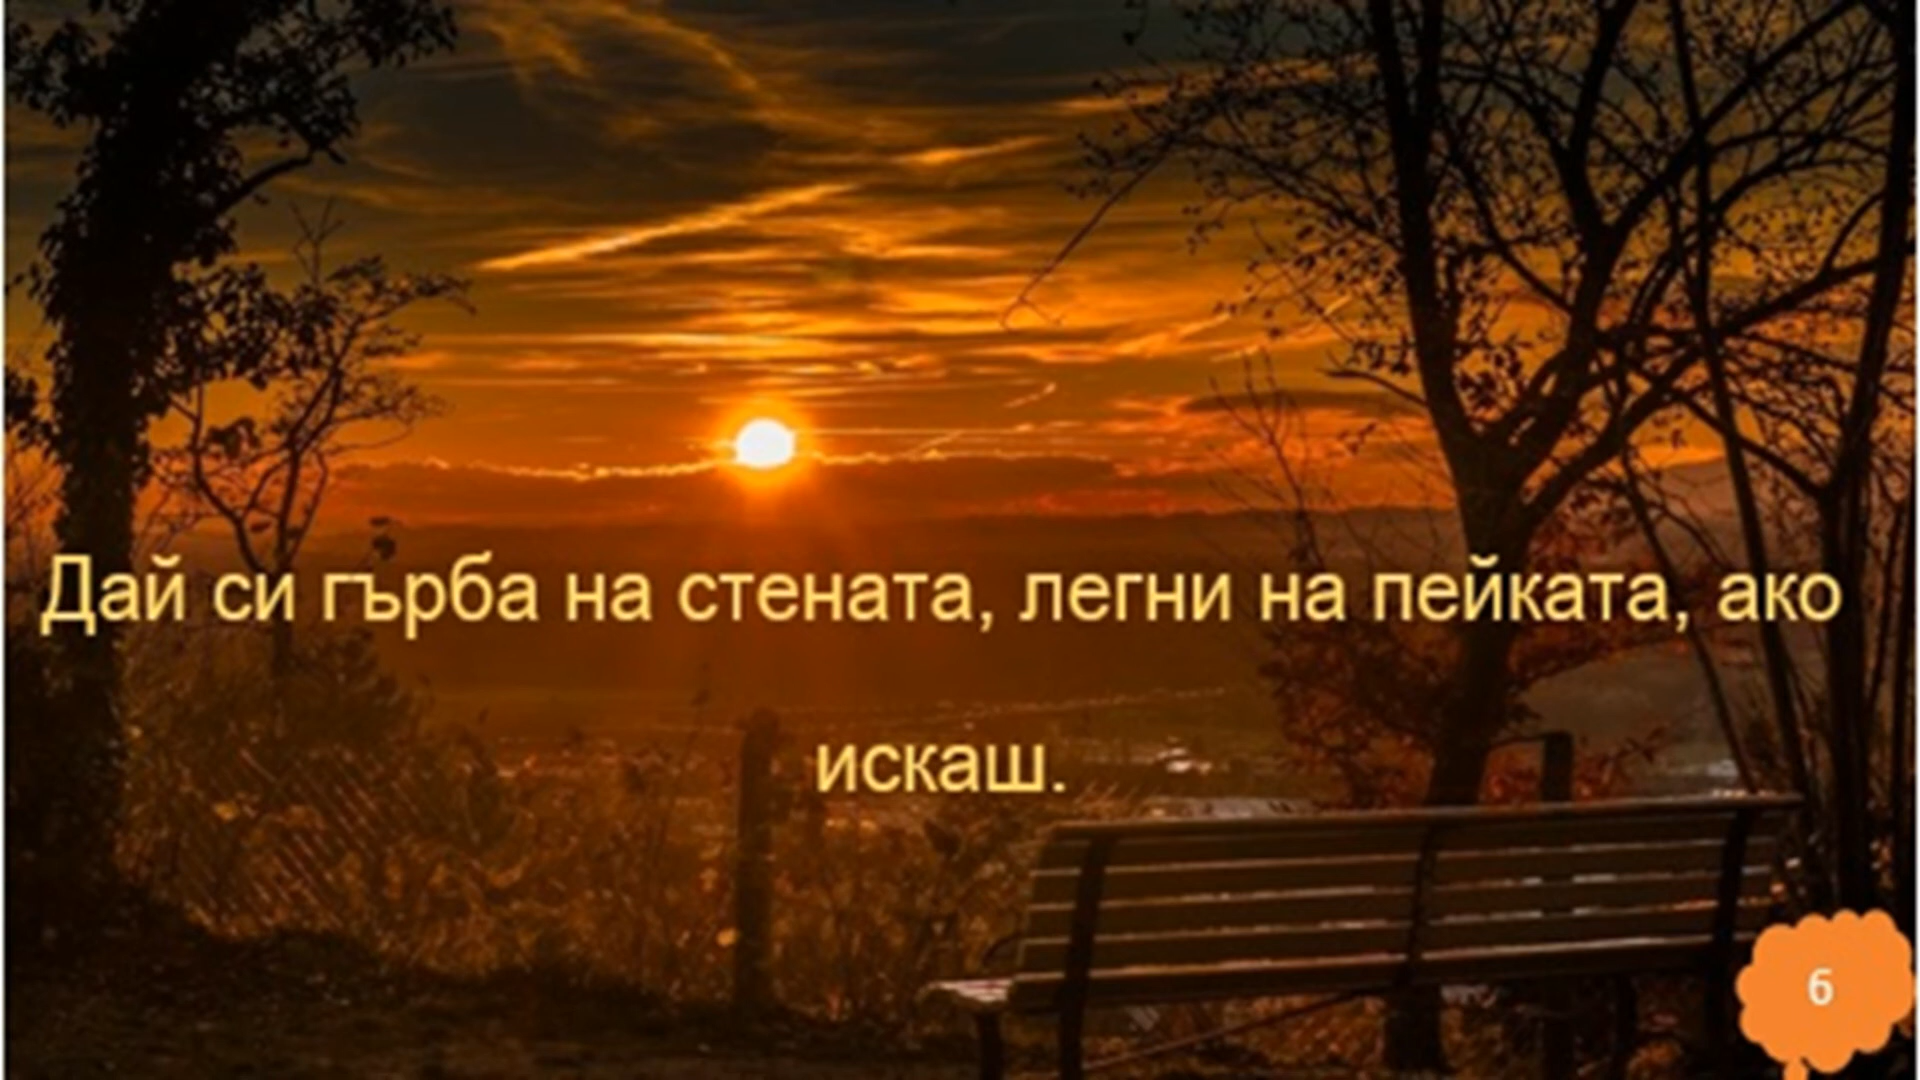 Дай си гърба на стената, легни на пейката, ако
искаш.
6